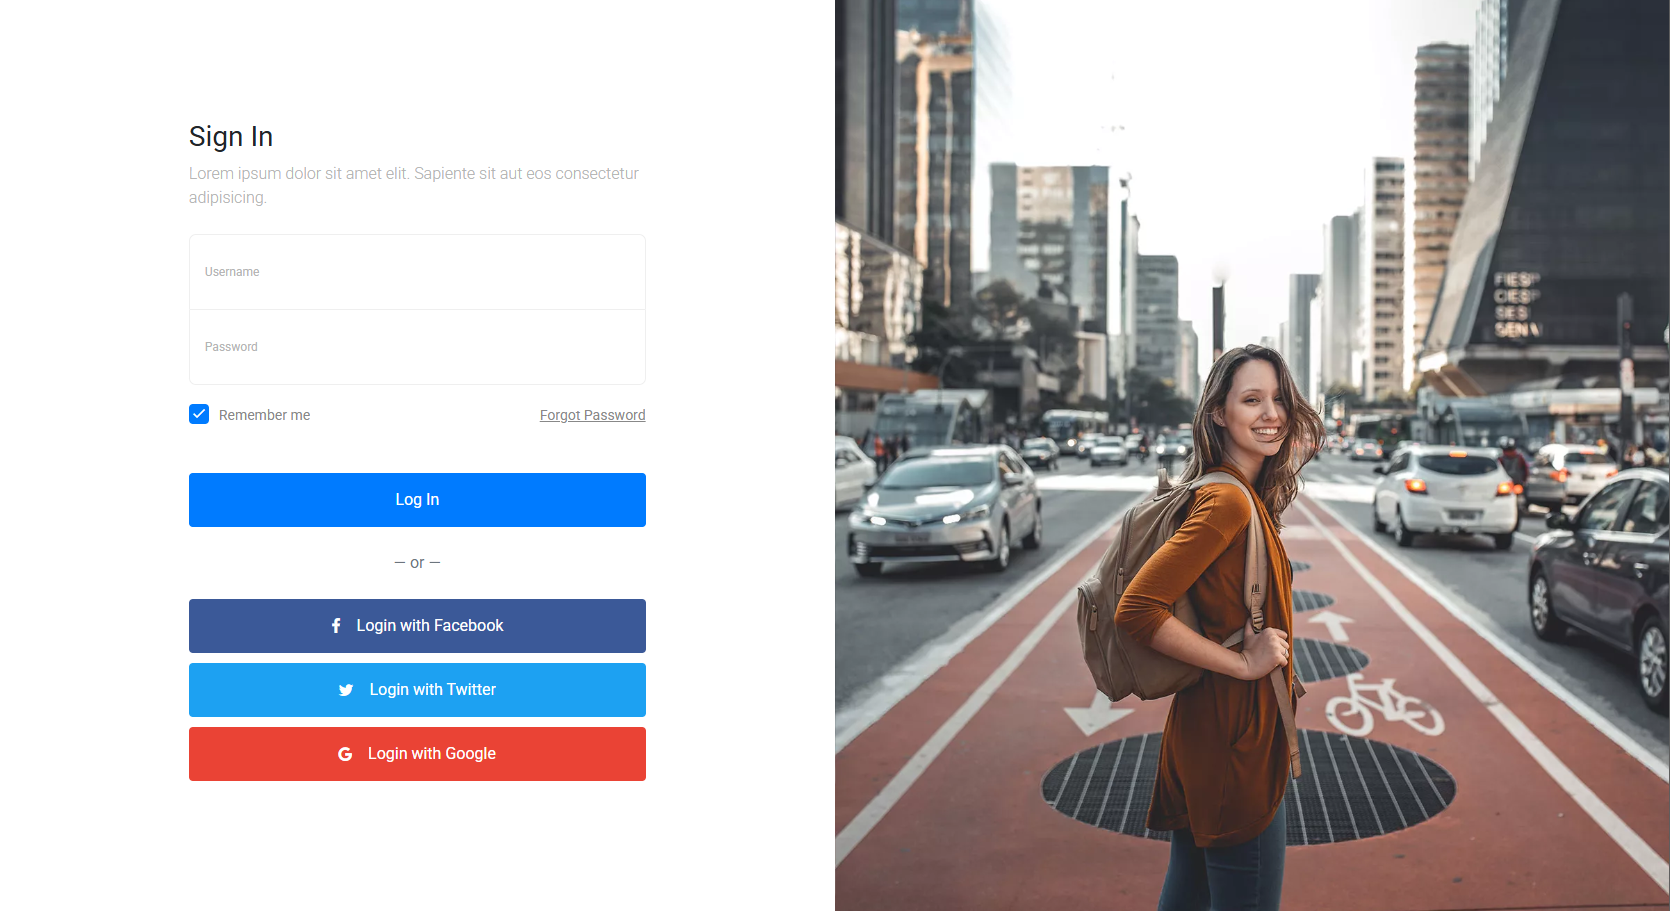 Sign In
Lorem ipsum dolor sit amet elit. Sapiente sit aut eos consectetur
adipisicing.
Username
Password
Remember me
Forgot Password
Log In
— or —
Login with Facebook
Login with Twitter
Login with Google
FIESP
CIESP
SESI
SENAI